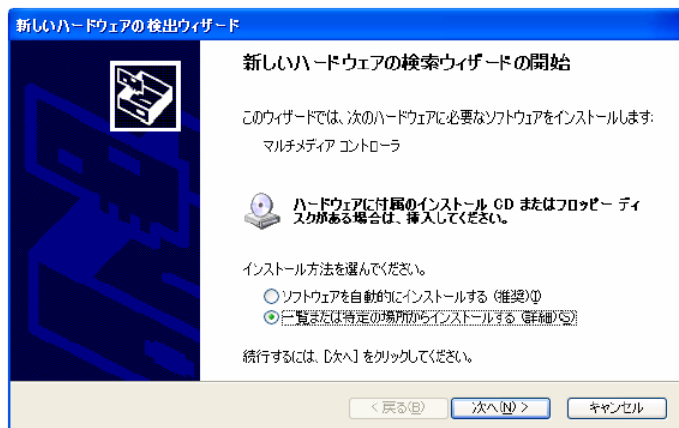 新しいハードウェアの検出ウィザード
新しいハードウェアの検索ウィザードの開始
このウィザードでは、次のハードウェアに必要なソフトウェアをインストールします:
マルチメディア コントローラ
ハードウェアに付属のインストール CD またはフロッピー ディ
スクがある場合は、挿入してください。
インストール方法を選んでください。
ソフトウェアを自動的にインストールする (推奨)(I)
一覧または特定の場所からインストールする (詳細)(S)
続行するには、[次へ] をクリックしてください。
< 戻る(B) 次へ(N) > キャンセル